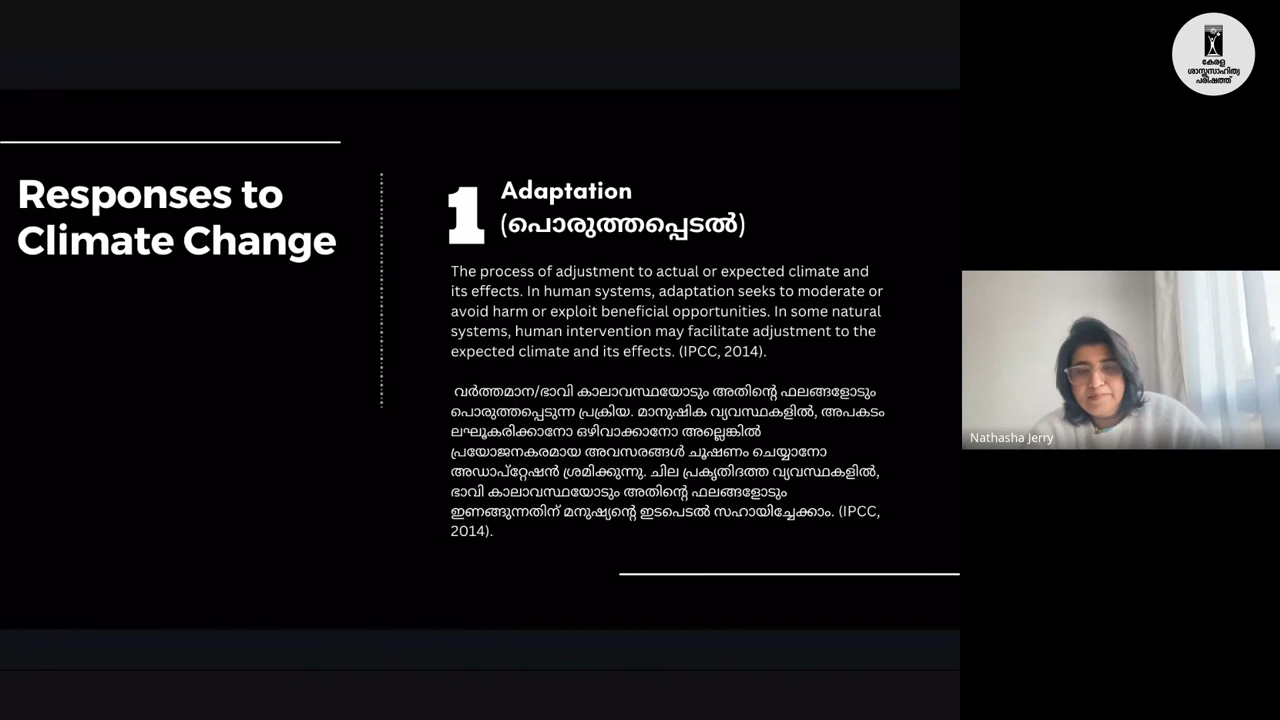 Responses to
Climate Change
1
Adaptation
(പൊരുത്തപ്പെടൽ)
The process of adjustment to actual or expected climate and
its effects. In human systems, adaptation seeks to moderate or
avoid harm or exploit beneficial opportunities. In some natural
systems, human intervention may facilitate adjustment to the
expected climate and its effects. (IPCC, 2014).
വർത്തമാന/ഭാവി കാലാവസ്ഥയോടും അതിന്റെ ഫലങ്ങളോടും
പൊരുത്തപ്പെടുന്ന പ്രക്രിയ. മാനുഷിക വ്യവസ്ഥകളിൽ, അപകടം
ലഘൂകരിക്കാനോ ഒഴിവാക്കാനോ അല്ലെങ്കിൽ
പ്രയോജനകരമായ അവസരങ്ങൾ ചൂഷണം ചെയ്യാനോ
അഡാപ്റ്റേഷൻ ശ്രമിക്കുന്നു. ചില പ്രകൃതിദത്ത വ്യവസ്ഥകളിൽ,
ഭാവി കാലാവസ്ഥയോടും അതിന്റെ ഫലങ്ങളോടും
ഇണങ്ങുന്നതിന് മനുഷ്യന്റെ ഇടപെടൽ സഹായിച്ചേക്കാം. (IPCC,
2014).
കേരള
ശാസ്ത്രസാഹിത്യ
പരിഷത്ത്
Nathasha Jerry